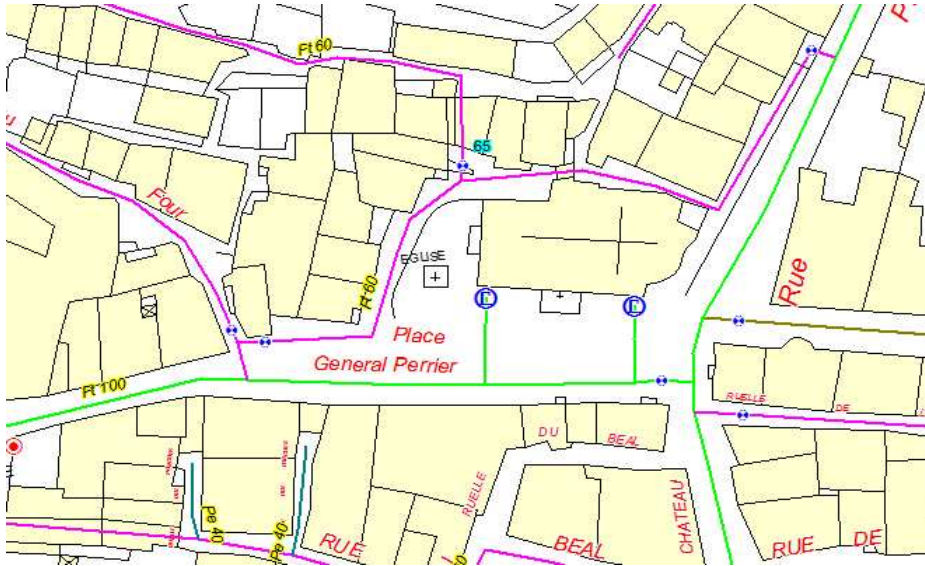 Ft 60
P
Rue
65
Four
EGLISE
Ft 60
Place
General Perrier
E
E
Ft 100
RUELLE
DE
DU
BEAL
RUELLE
CHATEAU
Pe 40
Pe 40
RUE
BEAL
RUE DE